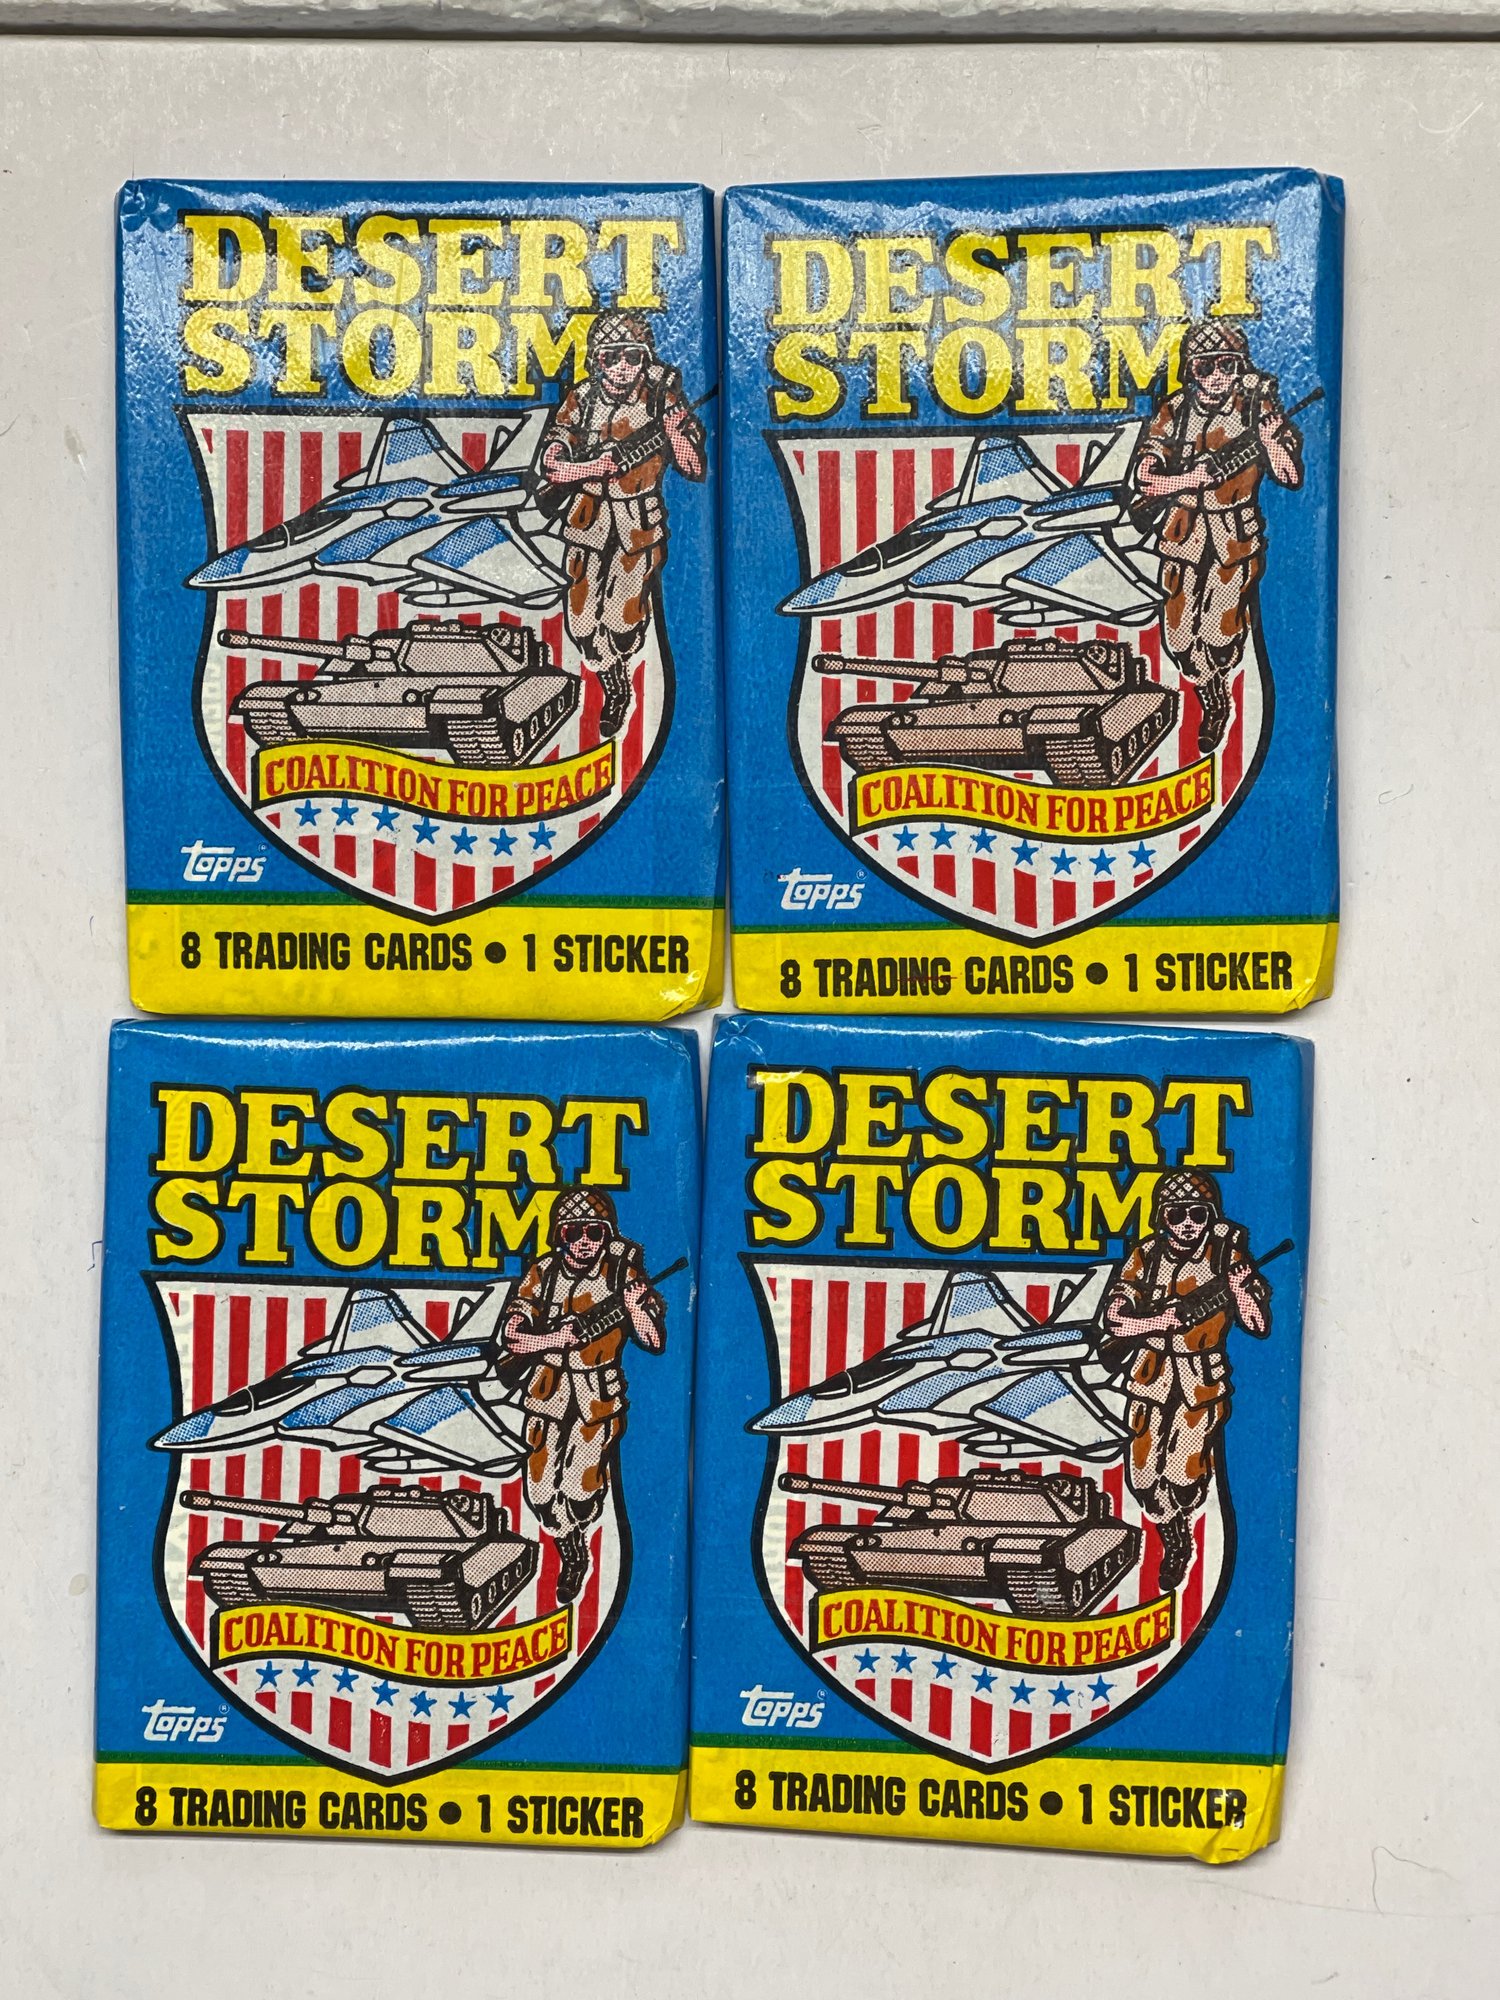 DESERT
STORM
COALITION FOR PEACE
Topps®
8 TRADING CARDS • 1 STICKER
DESERT
STORM
COALITION FOR PEACE
Topps®
8 TRADING CARDS • 1 STICKER
DESERT
STORM
COALITION FOR PEACE
Topps®
8 TRADING CARDS • 1 STICKER
DESERT
STORM
COALITION FOR PEACE
Topps®
8 TRADING CARDS • 1 STICKER